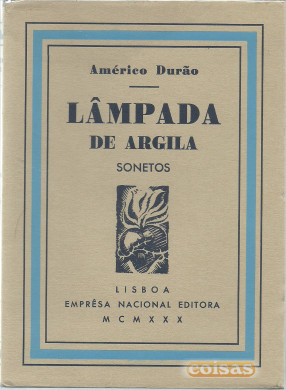 Américo Durão
LÂMPADA
DE ARGILA
SONETOS
LISBOA
EMPRÊSA NACIONAL EDITORA
MCMXXX
coisas